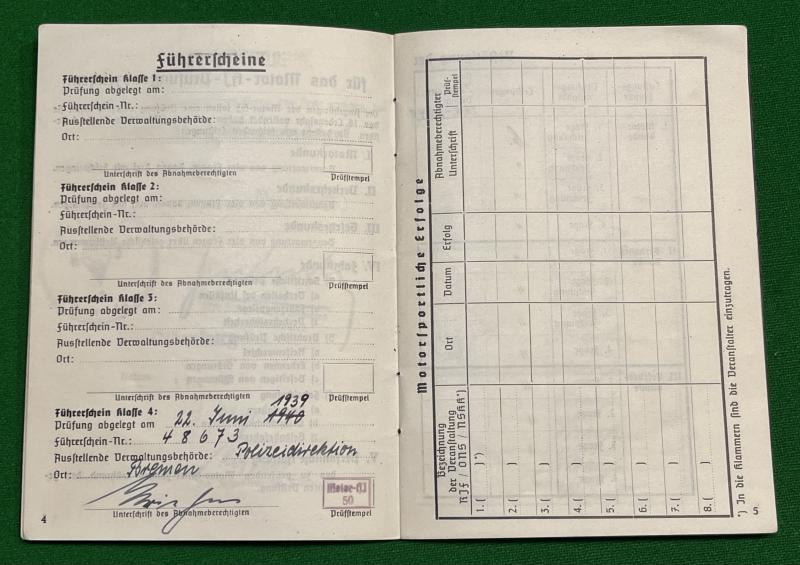 Führerscheine
Führerschein Klasse 1:
Prüfung abgelegt am:
Führerschein-Nr.:
Ausstellende Verwaltungsbehörde:
Ort:
Unterschrift des Abnahmeberechtigten Prüfstempel
Führerschein Klasse 2:
Prüfung abgelegt am:
Führerschein-Nr.:
Ausstellende Verwaltungsbehörde:
Ort:
Unterschrift des Abnahmeberechtigten Prüfstempel
Führerschein Klasse 3:
Prüfung abgelegt am:
Führerschein-Nr.:
Ausstellende Verwaltungsbehörde:
Ort:
Unterschrift des Abnahmeberechtigten Prüfstempel
Führerschein Klasse 4: 1939
Prüfung abgelegt am 22. Juni 1940
Führerschein-Nr.: 48673
Ausstellende Verwaltungsbehörde: Polizeidirektion
Ort: Bremen
Motor-HJ
50
Unterschrift des Abnahmeberechtigten Prüfstempel
4
Motorsportliche Erfolge
Bezeichnung
der Veranstaltung
RJF / ONS / NSKK*)
Ort
Datum
Erfolg
Abnahmeberechtigter
Unterschrift
Prüf-
stempel
1. ( )*)
2. ( )
3. ( )
4. ( )
5. ( )
6. ( )
7. ( )
8. ( )
*) In die Klammern sind die Veranstalter einzutragen.
5